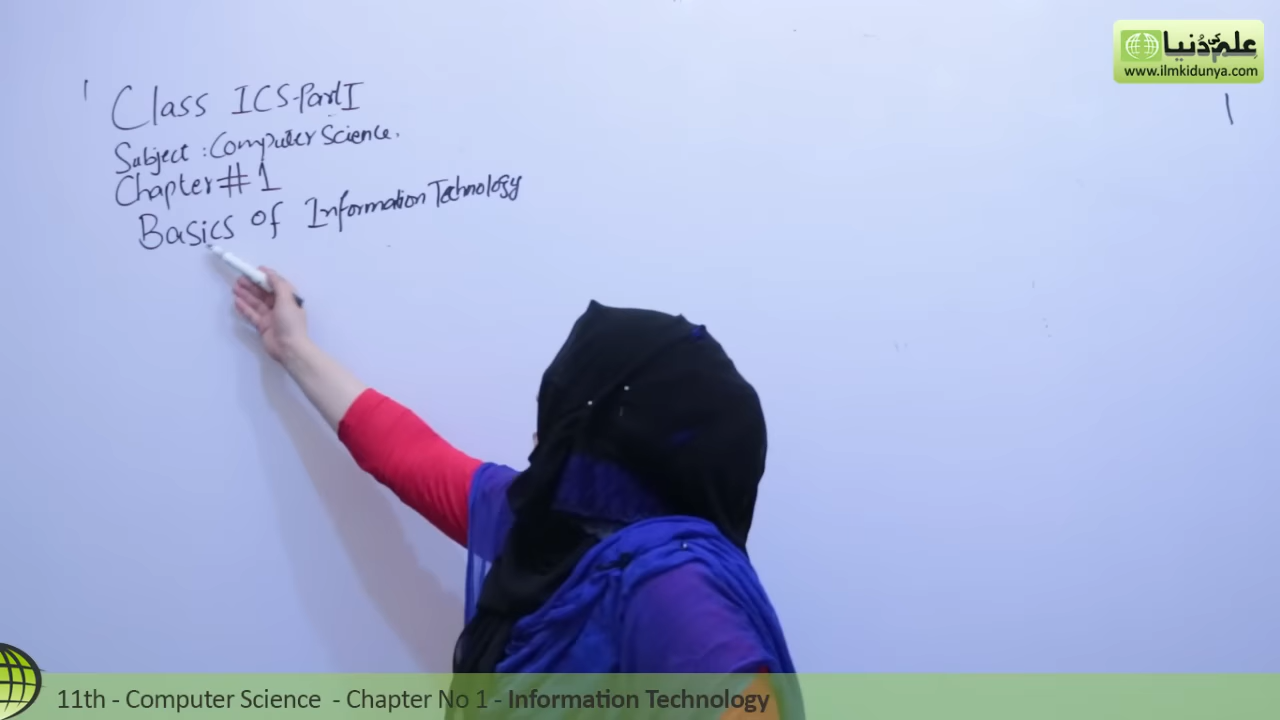 علم کی دُنیا
www.ilmkidunya.com
Class ICS-Part I
Subject : Computer Science.
Chapter # 1
Basics of Information Technology
11th - Computer Science - Chapter No 1 - Information Technology